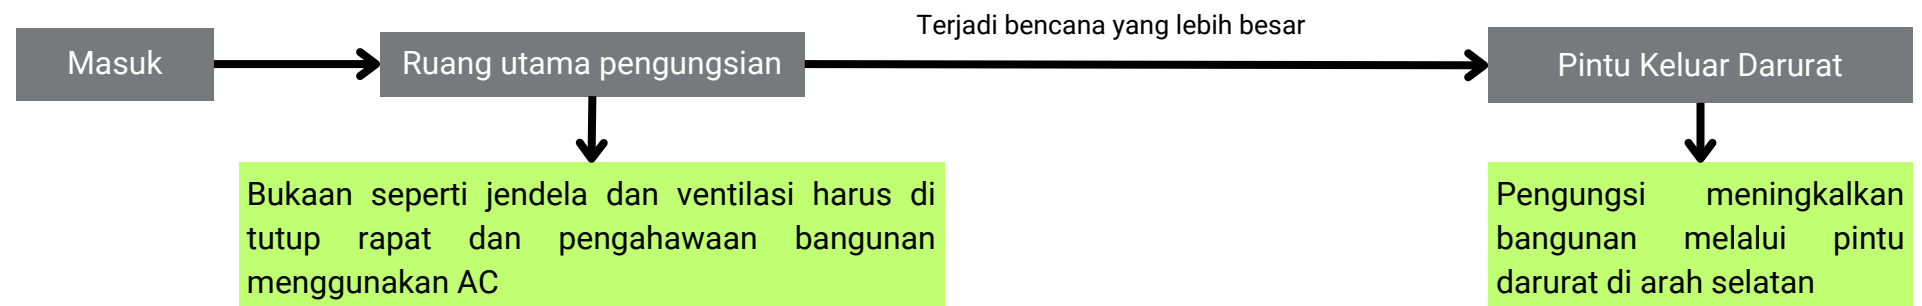 Terjadi bencana yang lebih besar
Masuk
Ruang utama pengungsian
Pintu Keluar Darurat
Bukaan seperti jendela dan ventilasi harus di
tutup rapat dan pengahawaan bangunan
menggunakan AC
Pengungsi meningkalkan
bangunan melalui pintu
darurat di arah selatan